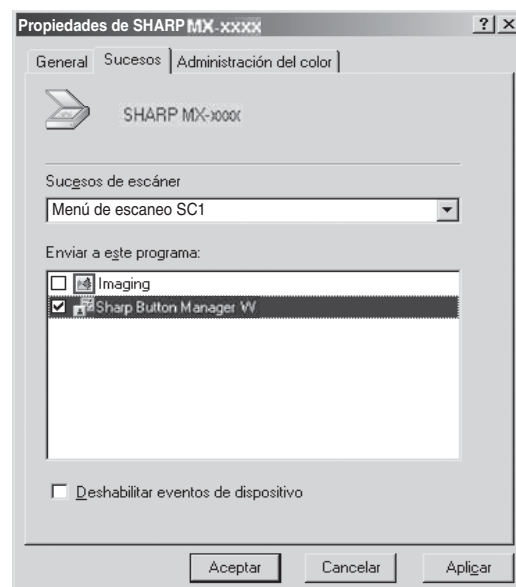 Propiedades de SHARP MX-xxxx
? ×
General Sucesos Administración del color
SHARP MX-xxxx
Sucesos de escáner
Menú de escaneo SC1
Enviar a este programa:
Imaging
Sharp Button Manager W
Deshabilitar eventos de dispositivo
Aceptar Cancelar Aplicar